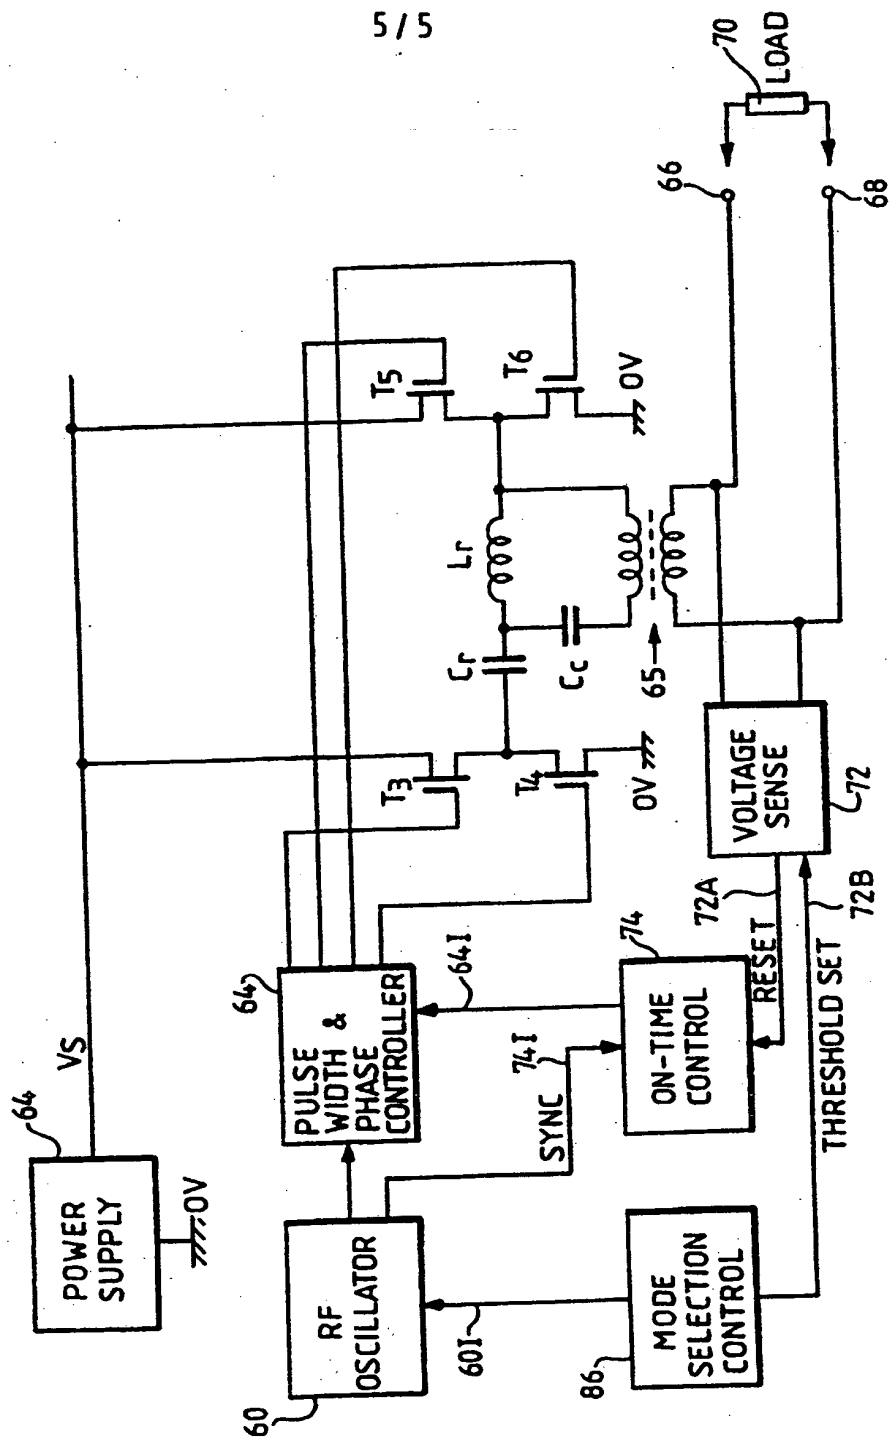 5/5
64
POWER
SUPPLY
VS
0V
60
RF
OSCILLATOR
64
PULSE
WIDTH &
PHASE
CONTROLLER
T3
T4
T5
T6
0V
0V
Cr
Lr
Cc
65
66
68
70
LOAD
SYNC
74I
64I
60I
74
ON-TIME
CONTROL
RESET
72A
VOLTAGE
SENSE
72
72B
THRESHOLD SET
86
MODE
SELECTION
CONTROL